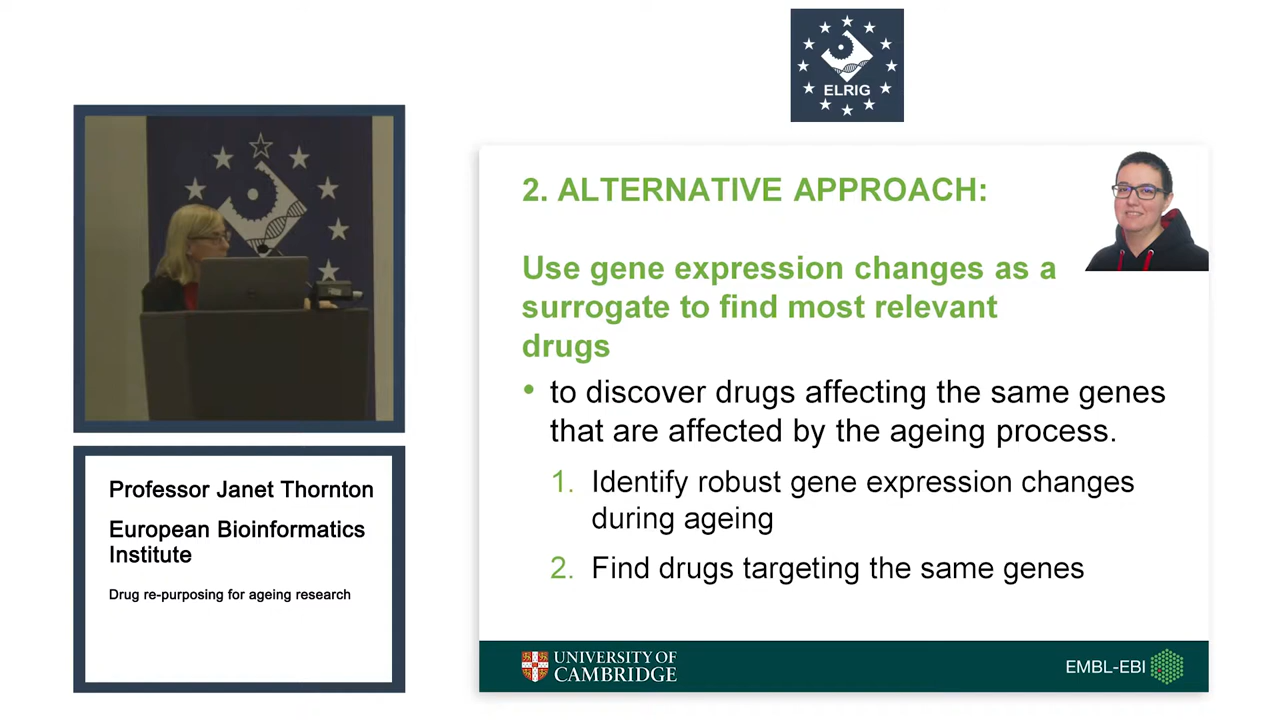 ELRIG
2. ALTERNATIVE APPROACH:
Use gene expression changes as a
surrogate to find most relevant
drugs
• to discover drugs affecting the same genes
that are affected by the ageing process.
1. Identify robust gene expression changes
during ageing
2. Find drugs targeting the same genes
Professor Janet Thornton
European Bioinformatics
Institute
Drug re-purposing for ageing research
UNIVERSITY OF
CAMBRIDGE
EMBL-EBI